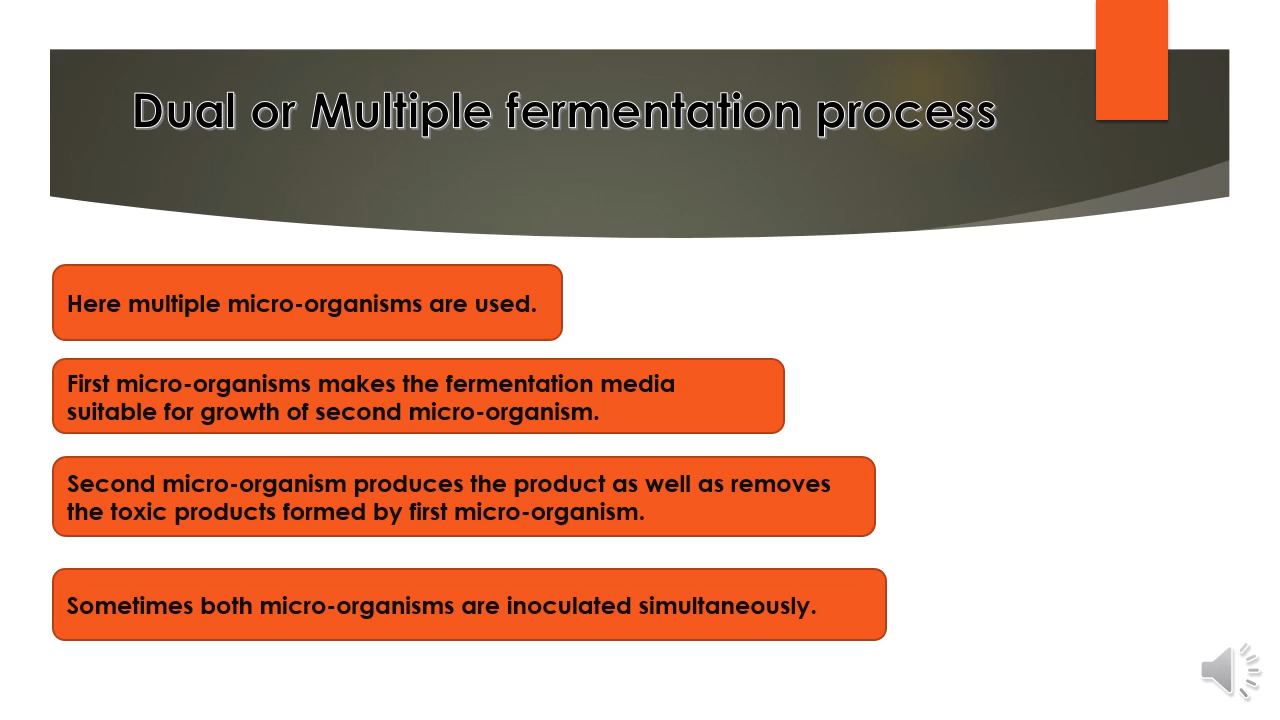 Dual or Multiple fermentation process
Here multiple micro-organisms are used.
First micro-organisms makes the fermentation media
suitable for growth of second micro-organism.
Second micro-organism produces the product as well as removes
the toxic products formed by first micro-organism.
Sometimes both micro-organisms are inoculated simultaneously.